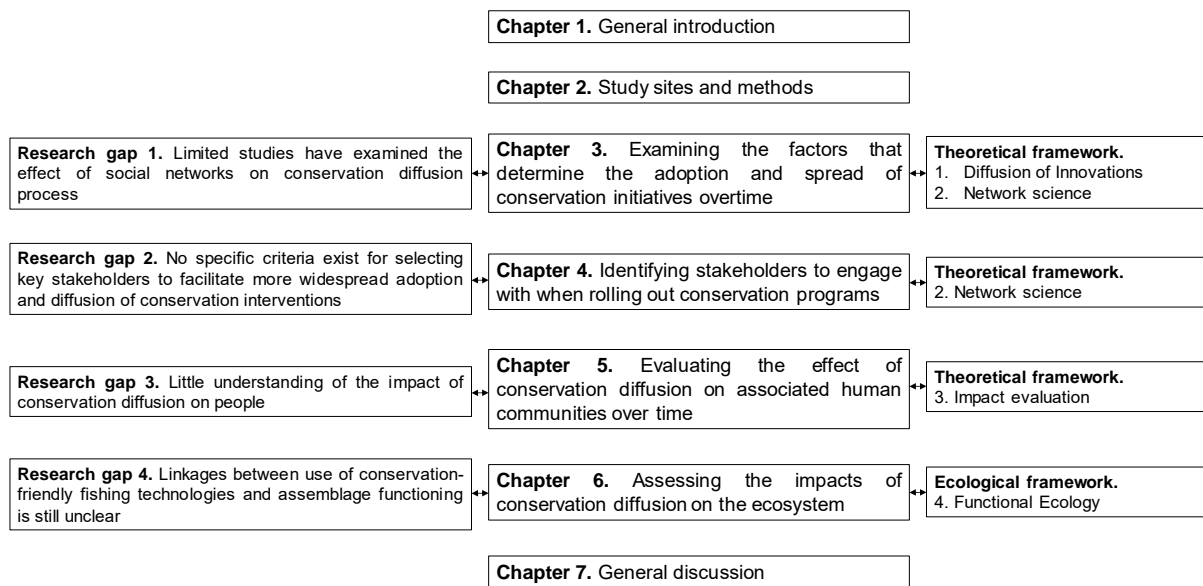 Chapter 1. General introduction
Chapter 2. Study sites and methods
Research gap 1. Limited studies have examined the
effect of social networks on conservation diffusion
process
Chapter 3. Examining the factors that
determine the adoption and spread of
conservation initiatives overtime
Theoretical framework.
1. Diffusion of Innovations
2. Network science
Research gap 2. No specific criteria exist for selecting
key stakeholders to facilitate more widespread adoption
and diffusion of conservation interventions
Chapter 4. Identifying stakeholders to engage
with when rolling out conservation programs
Theoretical framework.
2. Network science
Research gap 3. Little understanding of the impact of
conservation diffusion on people
Chapter 5. Evaluating the effect of
conservation diffusion on associated human
communities over time
Theoretical framework.
3. Impact evaluation
Research gap 4. Linkages between use of conservation-
friendly fishing technologies and assemblage functioning
is still unclear
Chapter 6. Assessing the impacts of
conservation diffusion on the ecosystem
Ecological framework.
4. Functional Ecology
Chapter 7. General discussion